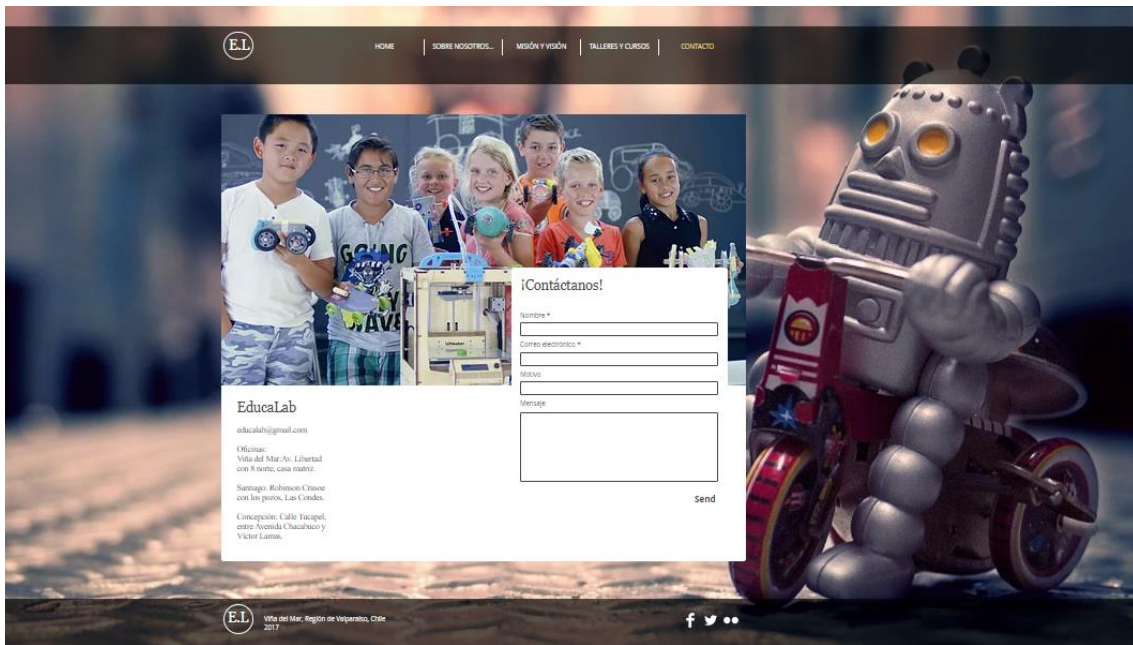 E.L
HOME
SOBRE NOSOTROS...
MISIÓN Y VISIÓN
TALLERES Y CURSOS
CONTACTO
GOING
¡Contáctanos!
Nombre *
Correo electrónico *
Motivo
Mensaje
Send
EducaLab
educalab@gmail.com
Oficinas:
Viña del Mar:Av. Libertad
con 8 norte, casa matriz.
Santiago: Robinson Crusoe
con los pozos, Las Condes.
Concepción: Calle Tucapel,
entre Avenida Chacabuco y
Víctor Lamas.
E.L
Viña del Mar, Región de Valparaíso, Chile
2017